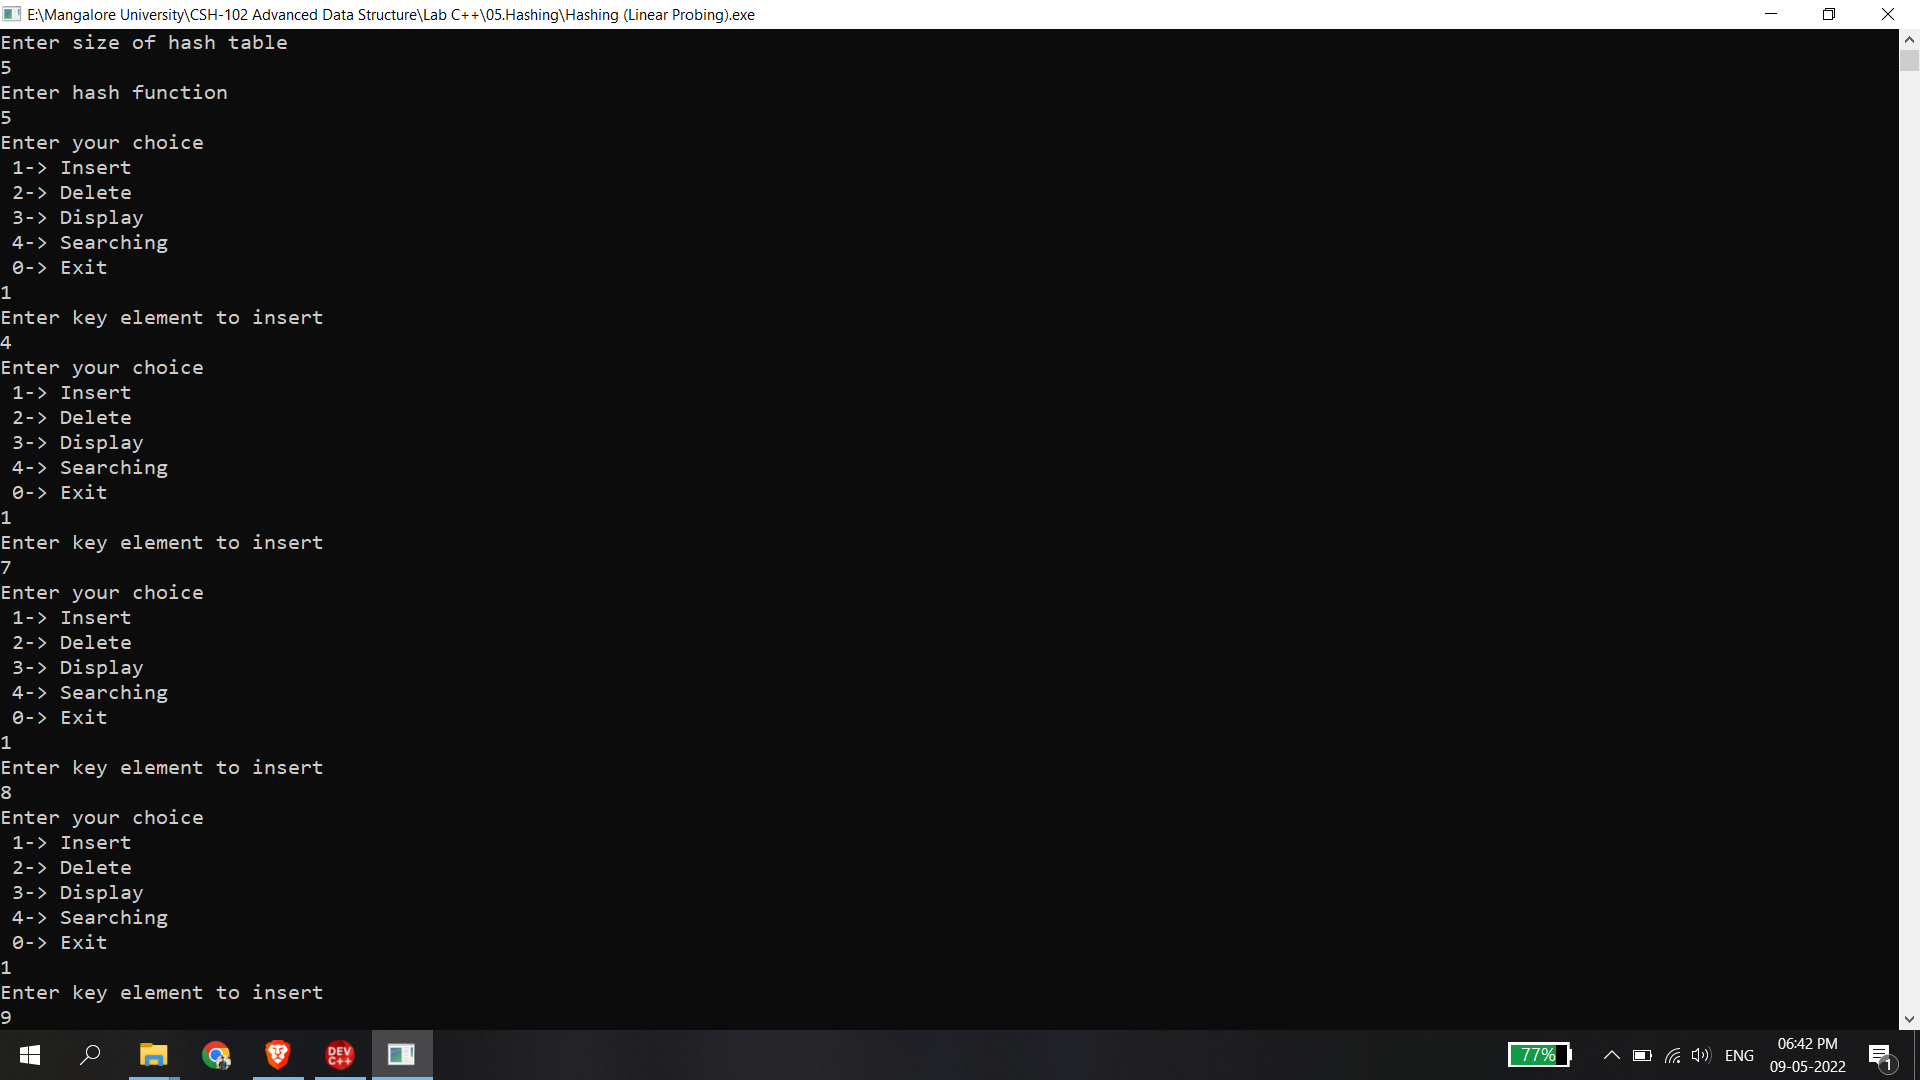 E:\Mangalore University\CSH-102 Advanced Data Structure\Lab C++\05.Hashing\Hashing (Linear Probing).exe
Enter size of hash table
5
Enter hash function
5
Enter your choice
 1-> Insert
 2-> Delete
 3-> Display
 4-> Searching
 0-> Exit
1
Enter key element to insert
4
Enter your choice
 1-> Insert
 2-> Delete
 3-> Display
 4-> Searching
 0-> Exit
1
Enter key element to insert
7
Enter your choice
 1-> Insert
 2-> Delete
 3-> Display
 4-> Searching
 0-> Exit
1
Enter key element to insert
8
Enter your choice
 1-> Insert
 2-> Delete
 3-> Display
 4-> Searching
 0-> Exit
1
Enter key element to insert
9
DEV C++
77%
ENG
06:42 PM
09-05-2022
1